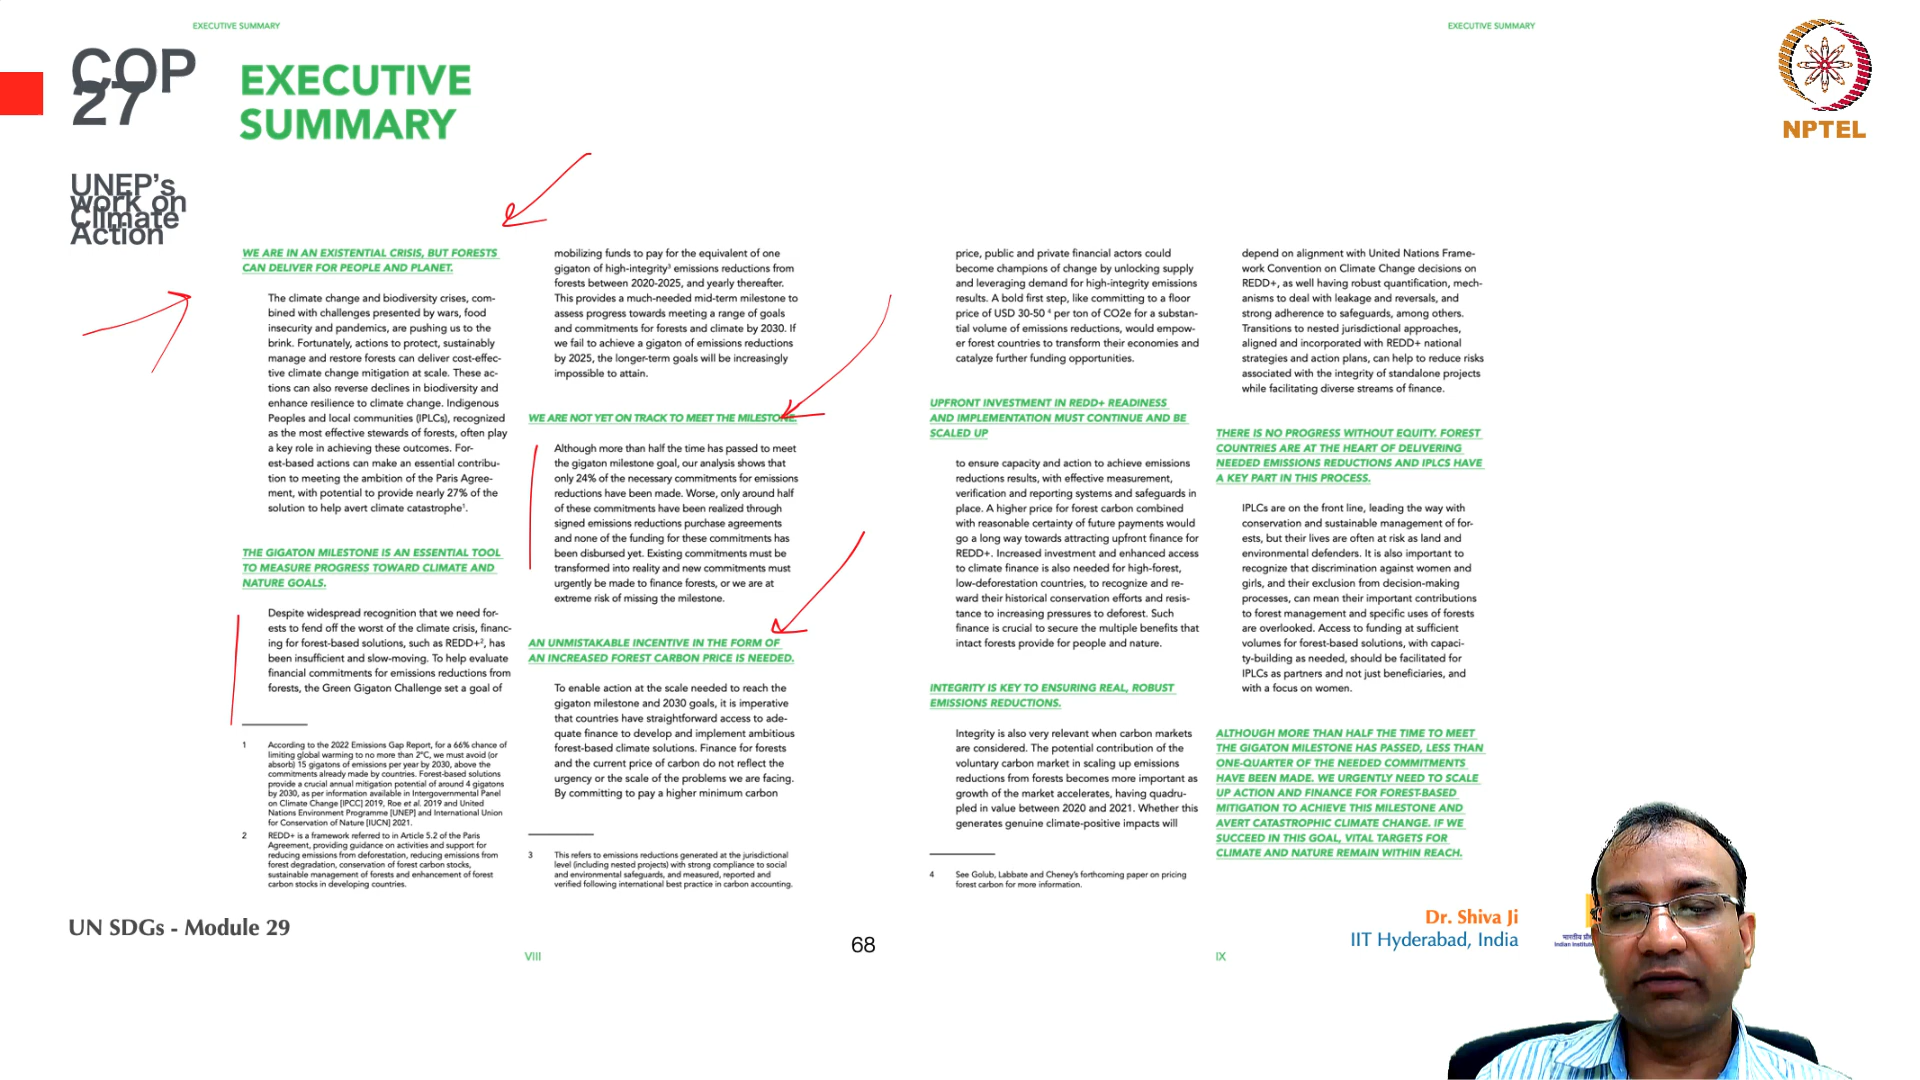 EXECUTIVE SUMMARY
EXECUTIVE SUMMARY
COP
27
UNEP's
work on
Climate
Action
EXECUTIVE
SUMMARY
NPTEL
WE ARE IN AN EXISTENTIAL CRISIS, BUT FORESTS
CAN DELIVER FOR PEOPLE AND PLANET.
The climate change and biodiversity crises, com-
bined with challenges presented by wars, food
insecurity and pandemics, are pushing us to the
brink. Fortunately, actions to protect, sustainably
manage and restore forests can deliver cost-effec-
tive climate change mitigation at scale. These ac-
tions can also reverse declines in biodiversity and
enhance resilience to climate change. Indigenous
Peoples and local communities (IPLCs), recognized
as the most effective stewards of forests, often play
a key role in achieving these outcomes. For-
est-based actions can make an essential contribu-
tion to meeting the ambition of the Paris Agree-
ment, with potential to provide nearly 27% of the
solution to help avert climate catastrophe¹.
THE GIGATON MILESTONE IS AN ESSENTIAL TOOL
TO MEASURE PROGRESS TOWARD CLIMATE AND
NATURE GOALS.
Despite widespread recognition that we need for-
ests to fend off the worst of the climate crisis, financ-
ing for forest-based solutions, such as REDD+², has
been insufficient and slow-moving. To help evaluate
financial commitments for emissions reductions from
forests, the Green Gigaton Challenge set a goal of
1 According to the 2022 Emissions Gap Report, for a 66% chance of
limiting global warming to no more than 2°C, we must avoid (or
absorb) 15 gigatons of emissions per year by 2030, above the
commitments already made by countries. Forest-based solutions
provide a crucial annual mitigation potential of around 4 gigatons
by 2030, as per information available in Intergovernmental Panel
on Climate Change [IPCC] 2019, Roe et al. 2019 and United
Nations Environment Programme [UNEP] and International Union
for Conservation of Nature [IUCN] 2021.
2 REDD+ is a framework referred to in Article 5.2 of the Paris
Agreement, providing guidance on activities and support for
reducing emissions from deforestation, reducing emissions from
forest degradation, conservation of forest carbon stocks,
sustainable management of forests and enhancement of forest
carbon stocks in developing countries.
mobilizing funds to pay for the equivalent of one
gigaton of high-integrity³ emissions reductions from
forests between 2020-2025, and yearly thereafter.
This provides a much-needed mid-term milestone to
assess progress towards meeting a range of goals
and commitments for forests and climate by 2030. If
we fail to achieve a gigaton of emissions reductions
by 2025, the longer-term goals will be increasingly
impossible to attain.
WE ARE NOT YET ON TRACK TO MEET THE MILESTONE.
Although more than half the time has passed to meet
the gigaton milestone goal, our analysis shows that
only 24% of the necessary commitments for emissions
reductions have been made. Worse, only around half
of these commitments have been realized through
signed emissions reductions purchase agreements
and none of the funding for these commitments has
been disbursed yet. Existing commitments must be
transformed into reality and new commitments must
urgently be made to finance forests, or we are at
extreme risk of missing the milestone.
AN UNMISTAKABLE INCENTIVE IN THE FORM OF
AN INCREASED FOREST CARBON PRICE IS NEEDED.
To enable action at the scale needed to reach the
gigaton milestone and 2030 goals, it is imperative
that countries have straightforward access to ade-
quate finance to develop and implement ambitious
forest-based climate solutions. Finance for forests
and the current price of carbon do not reflect the
urgency or the scale of the problems we are facing.
By committing to pay a higher minimum carbon
3 This refers to emissions reductions generated at the jurisdictional
level (including nested projects) with strong compliance to social
and environmental safeguards, and measured, reported and
verified following international best practice in carbon accounting.
price, public and private financial actors could
become champions of change by unlocking supply
and leveraging demand for high-integrity emissions
results. A bold first step, like committing to a floor
price of USD 30-50 ⁴ per ton of CO2e for a substan-
tial volume of emissions reductions, would empow-
er forest countries to transform their economies and
catalyze further funding opportunities.
UPFRONT INVESTMENT IN REDD+ READINESS
AND IMPLEMENTATION MUST CONTINUE AND BE
SCALED UP
to ensure capacity and action to achieve emissions
reductions results, with effective measurement,
verification and reporting systems and safeguards in
place. A higher price for forest carbon combined
with reasonable certainty of future payments would
go a long way towards attracting upfront finance for
REDD+. Increased investment and enhanced access
to climate finance is also needed for high-forest,
low-deforestation countries, to recognize and re-
ward their historical conservation efforts and resis-
tance to increasing pressures to deforest. Such
finance is crucial to secure the multiple benefits that
intact forests provide for people and nature.
INTEGRITY IS KEY TO ENSURING REAL, ROBUST
EMISSIONS REDUCTIONS.
Integrity is also very relevant when carbon markets
are considered. The potential contribution of the
voluntary carbon market in scaling up emissions
reductions from forests becomes more important as
growth of the market accelerates, having quadru-
pled in value between 2020 and 2021. Whether this
generates genuine climate-positive impacts will
4 See Golub, Labbate and Cheney's forthcoming paper on pricing
forest carbon for more information.
depend on alignment with United Nations Frame-
work Convention on Climate Change decisions on
REDD+, as well having robust quantification, mech-
anisms to deal with leakage and reversals, and
strong adherence to safeguards, among others.
Transitions to nested jurisdictional approaches,
aligned and incorporated with REDD+ national
strategies and action plans, can help to reduce risks
associated with the integrity of standalone projects
while facilitating diverse streams of finance.
THERE IS NO PROGRESS WITHOUT EQUITY. FOREST
COUNTRIES ARE AT THE HEART OF DELIVERING
NEEDED EMISSIONS REDUCTIONS AND IPLCS HAVE
A KEY PART IN THIS PROCESS.
IPLCs are on the front line, leading the way with
conservation and sustainable management of for-
ests, but their lives are often at risk as land and
environmental defenders. It is also important to
recognize that discrimination against women and
girls, and their exclusion from decision-making
processes, can mean their important contributions
to forest management and specific uses of forests
are overlooked. Access to funding at sufficient
volumes for forest-based solutions, with capaci-
ty-building as needed, should be facilitated for
IPLCs as partners and not just beneficiaries, and
with a focus on women.
ALTHOUGH MORE THAN HALF THE TIME TO MEET
THE GIGATON MILESTONE HAS PASSED, LESS THAN
ONE-QUARTER OF THE NEEDED COMMITMENTS
HAVE BEEN MADE. WE URGENTLY NEED TO SCALE
UP ACTION AND FINANCE FOR FOREST-BASED
MITIGATION TO ACHIEVE THIS MILESTONE AND
AVERT CATASTROPHIC CLIMATE CHANGE. IF WE
SUCCEED IN THIS GOAL, VITAL TARGETS FOR
CLIMATE AND NATURE REMAIN WITHIN REACH.
UN SDGs - Module 29
VIII
68
IX
Dr. Shiva Ji
IIT Hyderabad, India
भारतीय
Indian